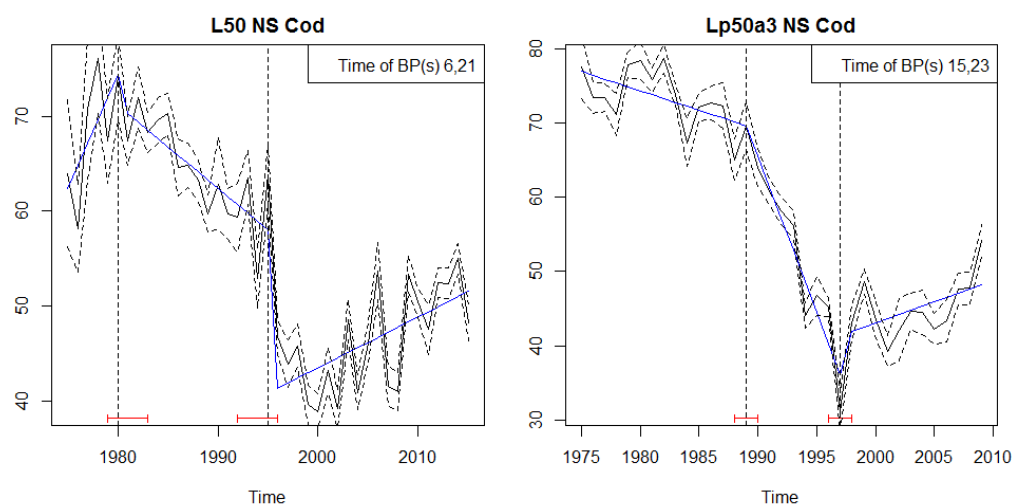 L50 NS Cod
Time of BP(s) 6,21
70
60
50
40
1980 1990 2000 2010
Time
Lp50a3 NS Cod
Time of BP(s) 15,23
80
70
60
50
40
30
1975 1980 1985 1990 1995 2000 2005 2010
Time